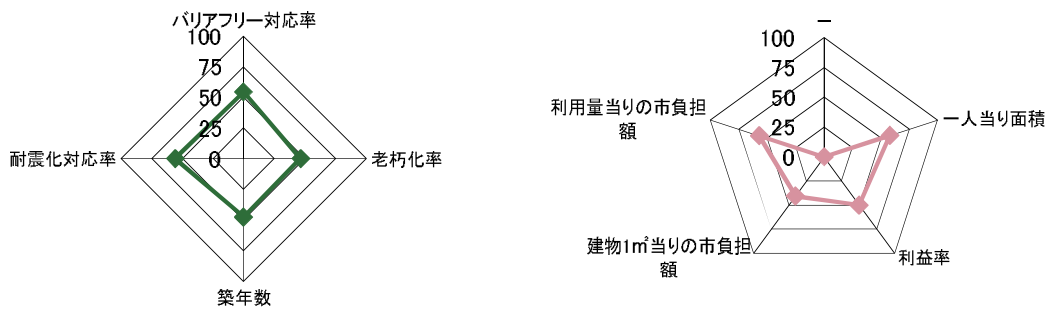 バリアフリー対応率
100
75
50
25
0
耐震化対応率
老朽化率
築年数
ー
100
75
50
25
0
利用量当りの市負担
額
一人当り面積
建物1㎡当りの市負担
額
利益率